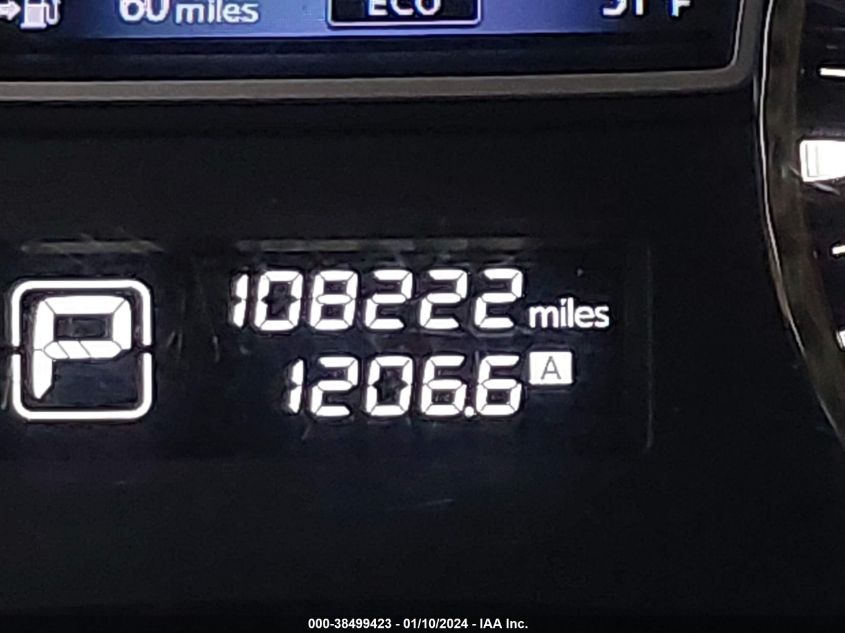 60 miles ECO F
P 108222 miles
1206.6 A
000-38499423 - 01/10/2024 - IAA Inc.